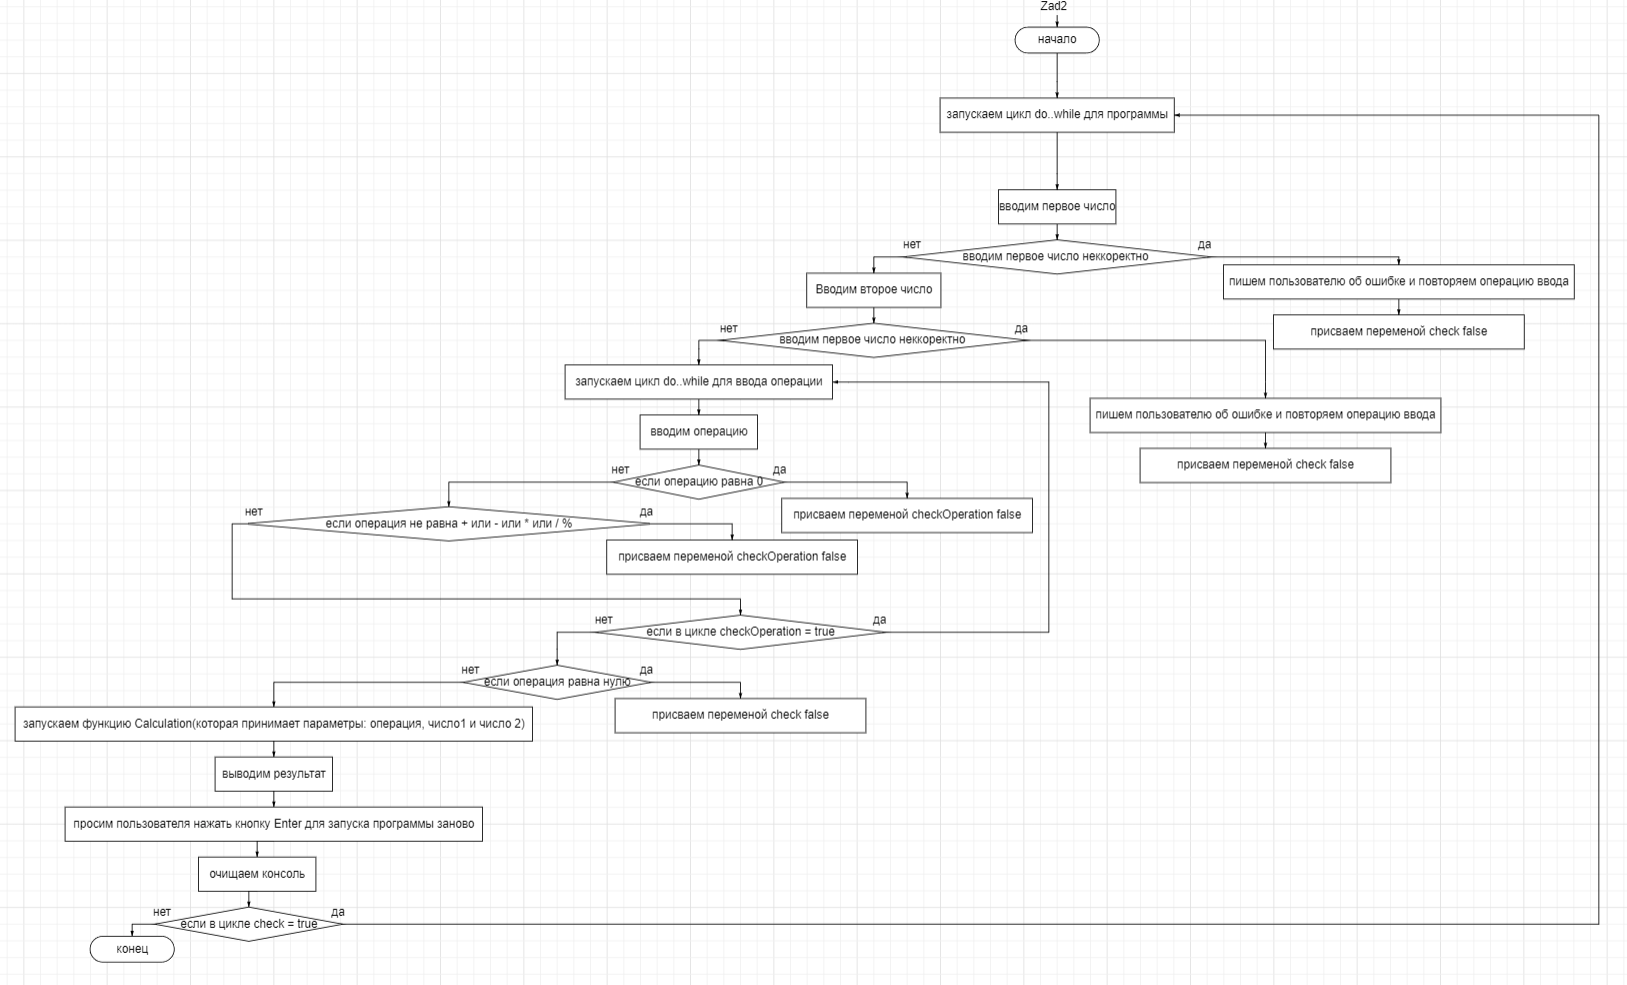 Zad2
начало
запускаем цикл do..while для программы
вводим первое число
нет
да
вводим первое число неккоректно
пишем пользователю об ошибке и повторяем операцию ввода
Вводим второе число
присваем переменой check false
нет
да
вводим первое число неккоректно
запускаем цикл do..while для ввода операции
пишем пользователю об ошибке и повторяем операцию ввода
вводим операцию
присваем переменой check false
нет
да
если операцию равна 0
нет
да
присваем переменой checkOperation false
если операция не равна + или - или * или / %
присваем переменой checkOperation false
нет
да
если в цикле checkOperation = true
нет
да
если операция равна нулю
присваем переменой check false
запускаем функцию Calculation(которая принимает параметры: операция, число1 и число 2)
выводим результат
просим пользователя нажать кнопку Enter для запуска программы заново
очищаем консоль
нет
да
если в цикле check = true
конец